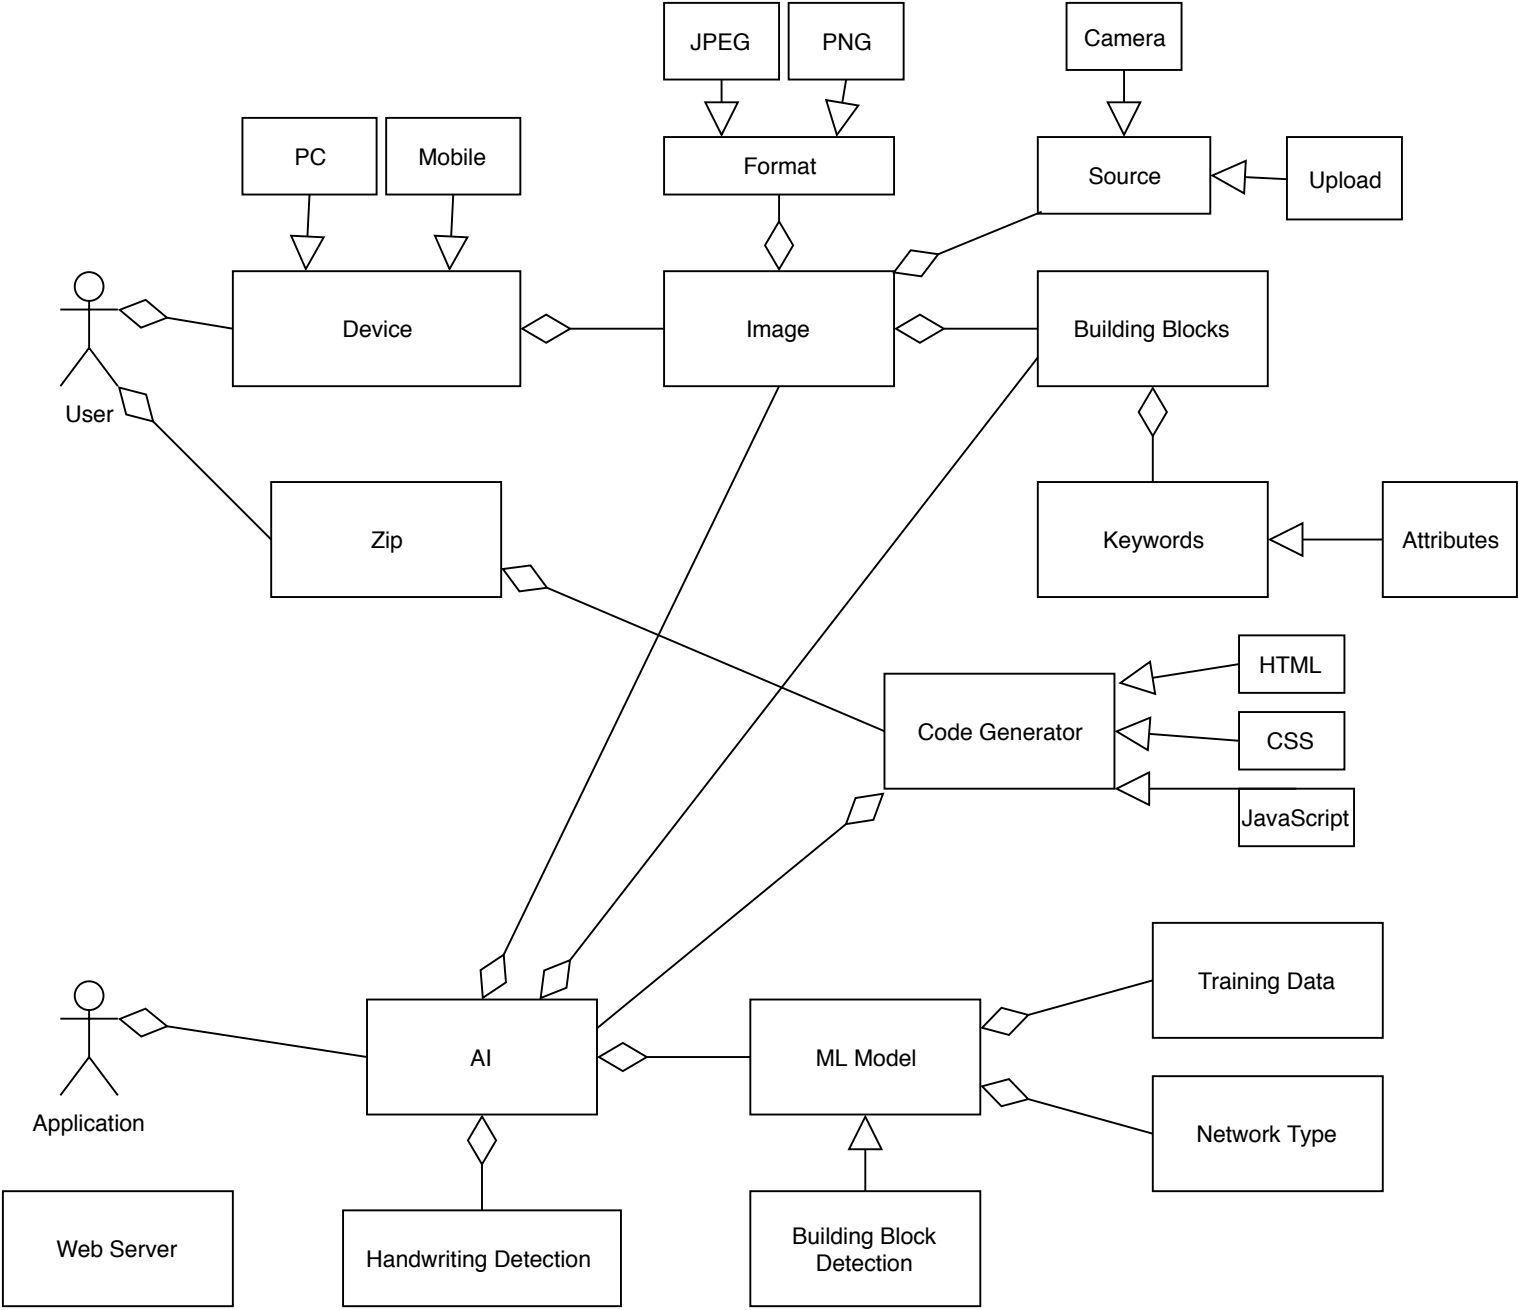 JPEG
PNG
Camera
PC
Mobile
Format
Source
Upload
Device
Image
Building Blocks
User
Zip
Keywords
Attributes
HTML
Code Generator
CSS
JavaScript
Training Data
AI
ML Model
Application
Network Type
Web Server
Handwriting Detection
Building Block
Detection